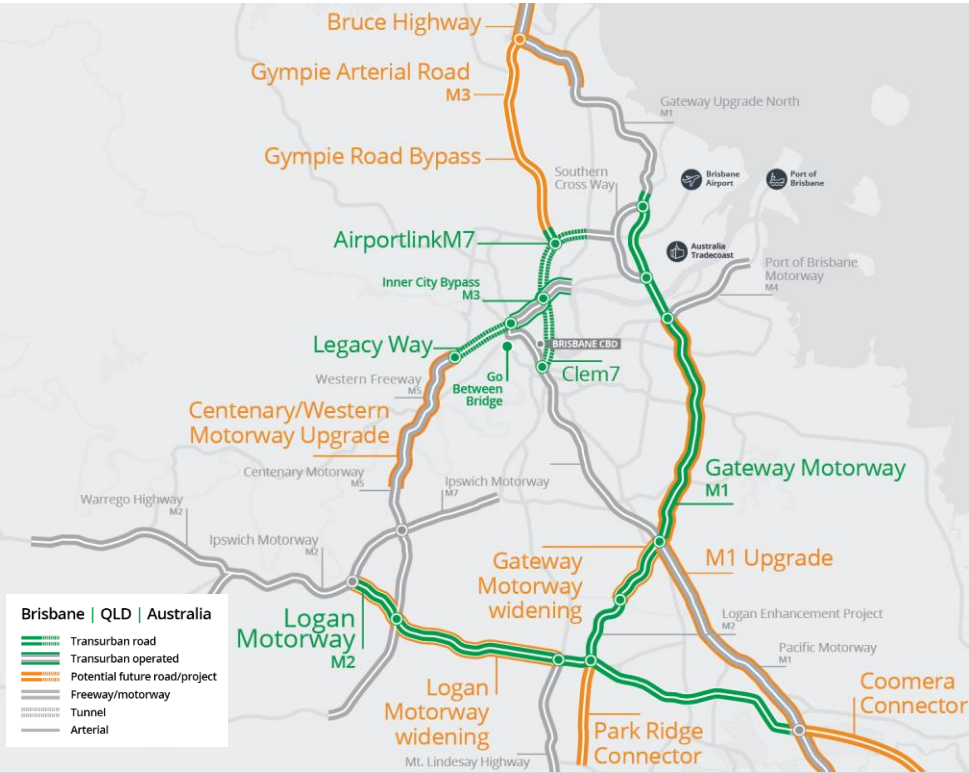 Bruce Highway
Gympie Arterial Road
M3
Gateway Upgrade North
M1
Gympie Road Bypass
Southern
Cross Way
Brisbane
Airport
Port of
Brisbane
AirportlinkM7
Australia
Tradecoast
Port of Brisbane
Motorway
M4
Inner City Bypass
M3
Legacy Way
BRISBANE CBD
Go
Between
Bridge
Clem7
Western Freeway
M5
Centenary/Western
Motorway Upgrade
Centenary Motorway
M5
Ipswich Motorway
M7
Gateway Motorway
M1
Warrego Highway
M2
Ipswich Motorway
M2
Gateway
Motorway
widening
M1 Upgrade
Logan Enhancement Project
M2
Logan
Motorway
M2
Pacific Motorway
M1
Logan
Motorway
widening
Park Ridge
Connector
Coomera
Connector
Mt. Lindesay Highway
Brisbane | QLD | Australia
Transurban road
Transurban operated
Potential future road/project
Freeway/motorway
Tunnel
Arterial